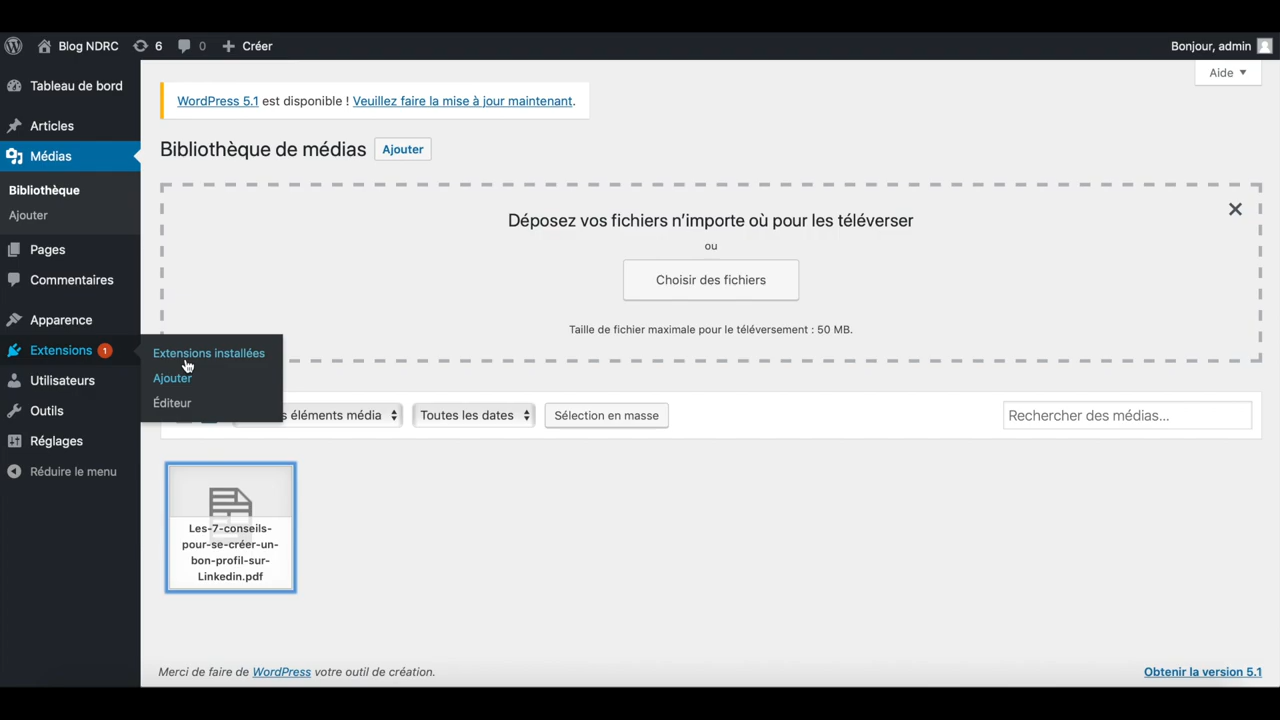 Blog NDRC 6 0 Créer Bonjour, admin
Aide
Tableau de bord
Articles
Médias
Bibliothèque
Ajouter
Pages
Commentaires
Apparence
Extensions 1
Utilisateurs
Outils
Réglages
Réduire le menu
Extensions installées
Ajouter
Éditeur
WordPress 5.1 est disponible ! Veuillez faire la mise à jour maintenant.
Bibliothèque de médias Ajouter
Déposez vos fichiers n’importe où pour les téléverser
ou
Choisir des fichiers
Taille de fichier maximale pour le téléversement : 50 MB.
s éléments média Toutes les dates Sélection en masse Rechercher des médias...
Les-7-conseils-
pour-se-créer-un-
bon-profil-sur-
Linkedin.pdf
Merci de faire de WordPress votre outil de création. Obtenir la version 5.1